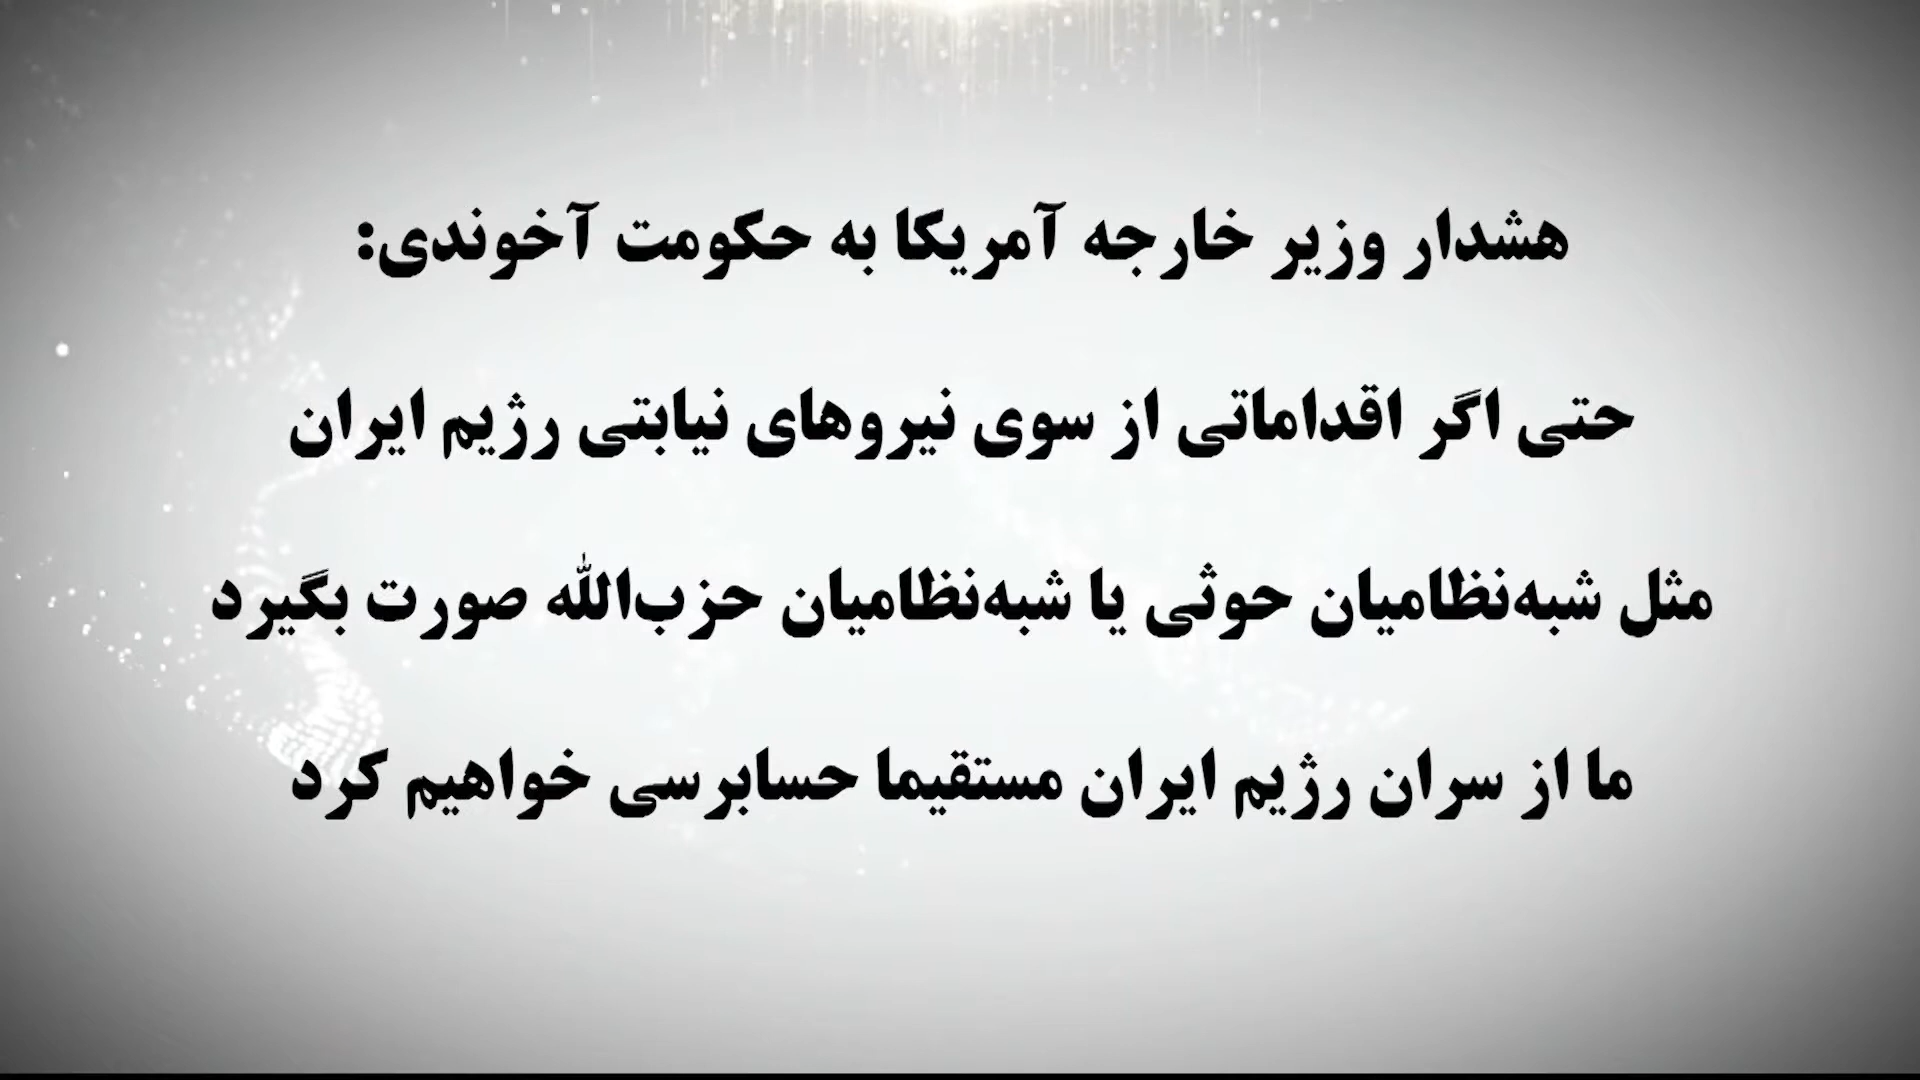 هشدار وزیر خارجه آمریکا به حکومت آخوندی:
حتی اگر اقداماتی از سوی نیروهای نیابتی رژیم ایران
مثل شبه‌نظامیان حوثی یا شبه‌نظامیان حزب‌الله صورت بگیرد
ما از سران رژیم ایران مستقیما حسابرسی خواهیم کرد